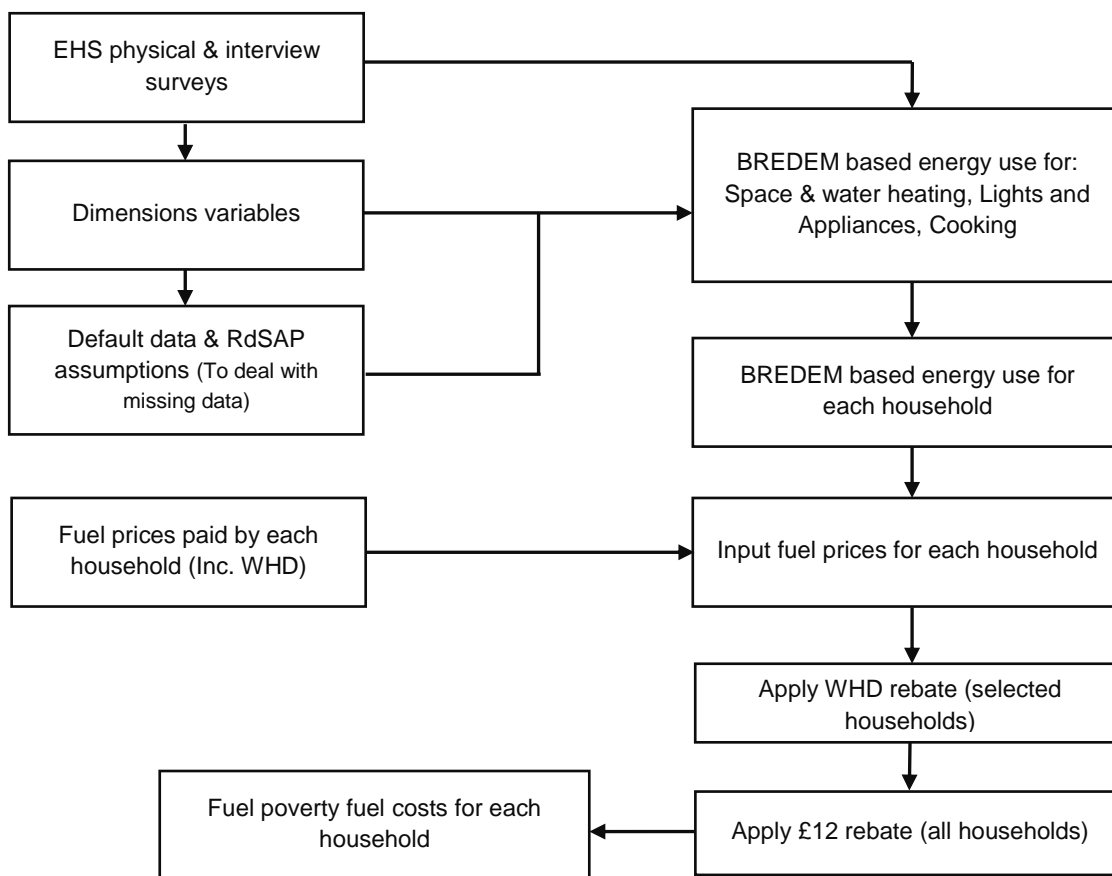 EHS physical & interview
surveys
Dimensions variables
Default data & RdSAP
assumptions (To deal with
missing data)
BREDEM based energy use for:
Space & water heating, Lights and
Appliances, Cooking
BREDEM based energy use for
each household
Fuel prices paid by each
household (Inc. WHD)
Input fuel prices for each household
Apply WHD rebate (selected
households)
Fuel poverty fuel costs for each
household
Apply £12 rebate (all households)